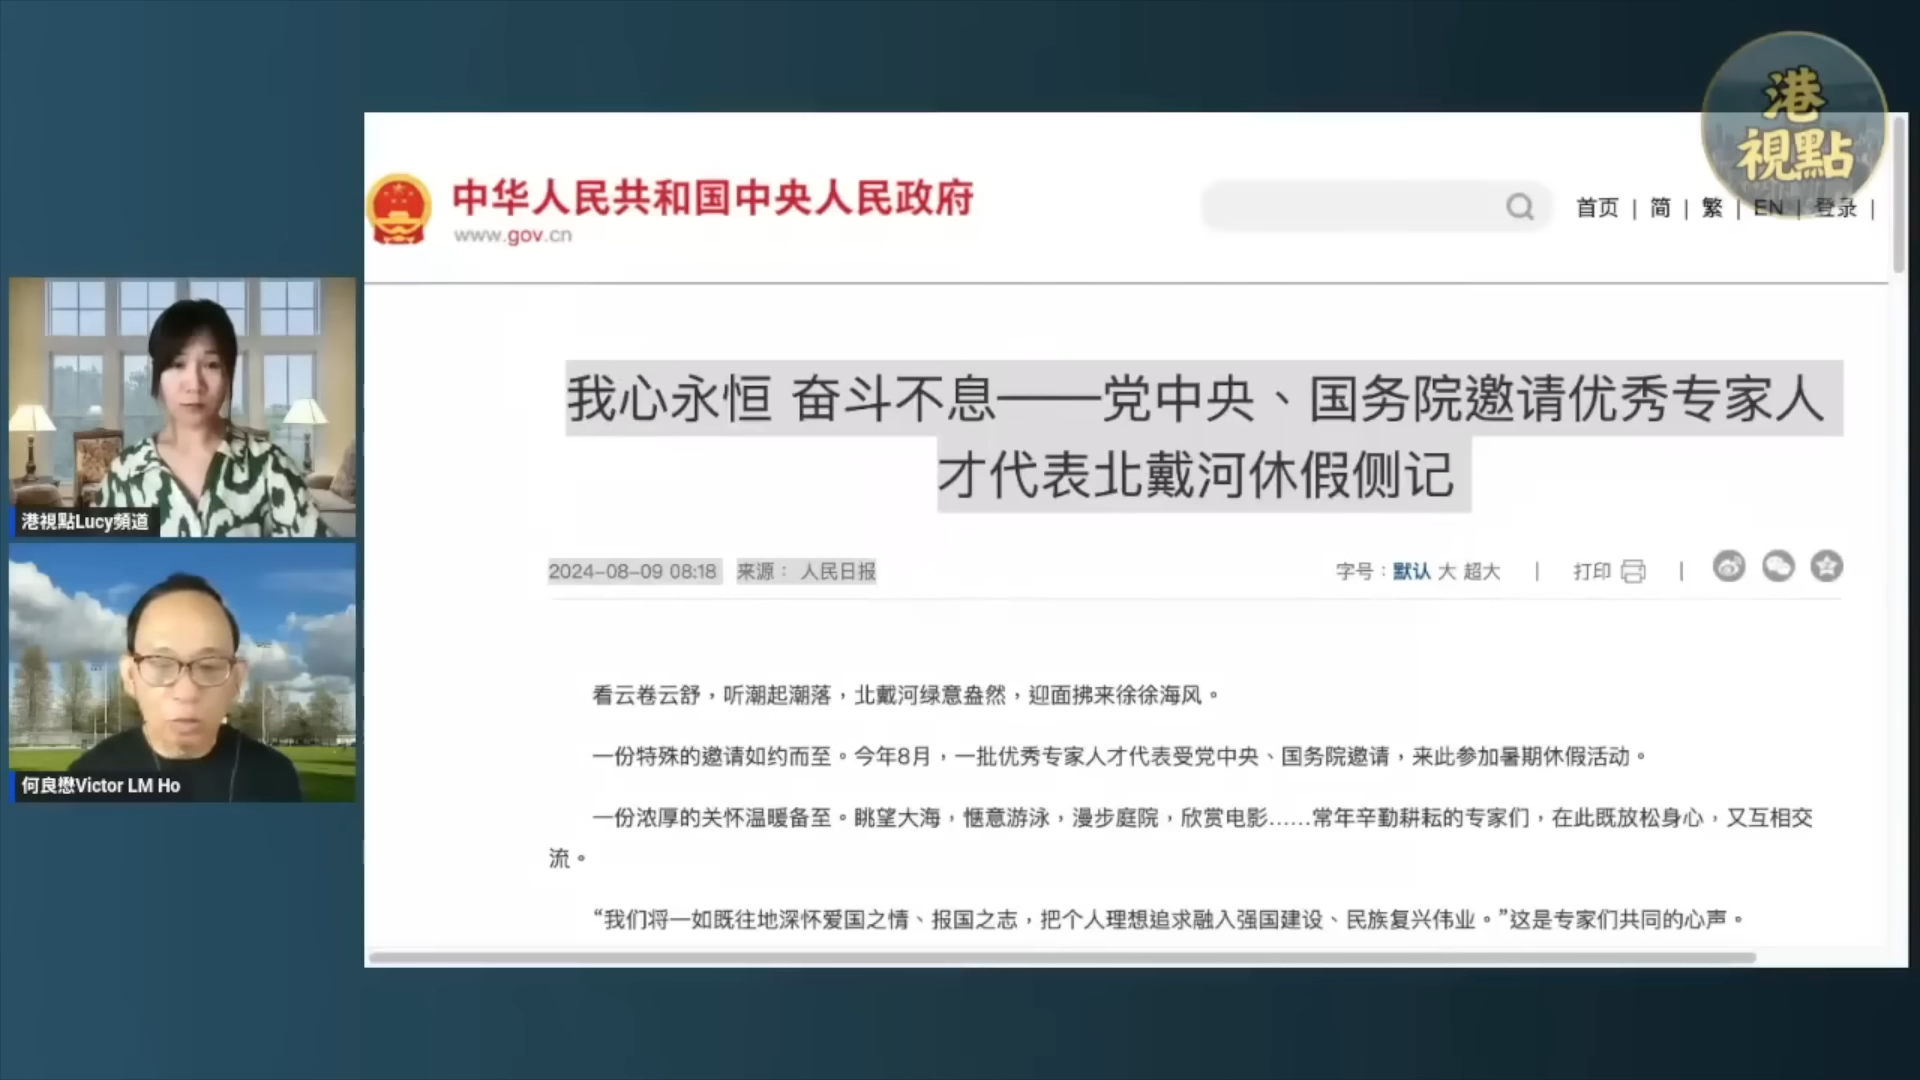 港
視點
中华人民共和国中央人民政府
www.gov.cn
首页 | 简 | 繁 | EN | 登录 |
我心永恒 奋斗不息——党中央、国务院邀请优秀专家人
才代表北戴河休假侧记
2024-08-09 08:18 来源： 人民日报
字号：默认 大 超大 | 打印 |
看云卷云舒，听潮起潮落，北戴河绿意盎然，迎面拂来徐徐海风。
一份特殊的邀请如约而至。今年8月，一批优秀专家人才代表受党中央、国务院邀请，来此参加暑期休假活动。
一份浓厚的关怀温暖备至。眺望大海，惬意游泳，漫步庭院，欣赏电影……常年辛勤耕耘的专家们，在此既放松身心，又互相交
流。
“我们将一如既往地深怀爱国之情、报国之志，把个人理想追求融入强国建设、民族复兴伟业。”这是专家们共同的心声。
港視點Lucy頻道
何良懋Victor LM Ho